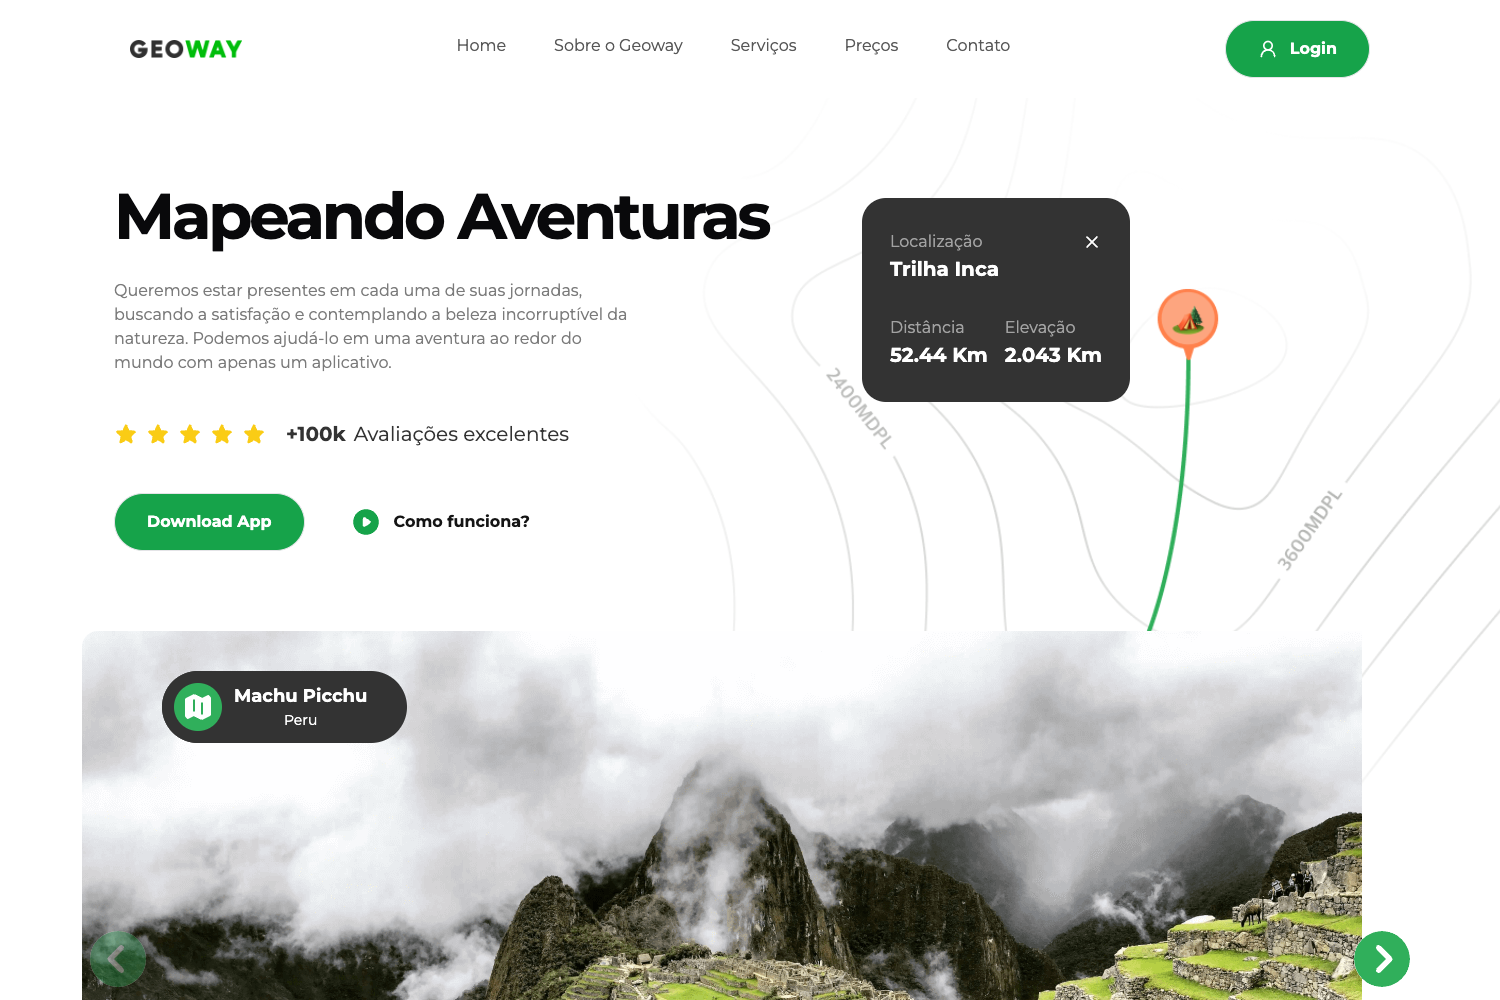 GEOWAY
Home
Sobre o Geoway
Serviços
Preços
Contato
Login
Mapeando Aventuras
Queremos estar presentes em cada uma de suas jornadas,
buscando a satisfação e contemplando a beleza incorruptível da
natureza. Podemos ajudá-lo em uma aventura ao redor do
mundo com apenas um aplicativo.
+100k Avaliações excelentes
Download App
Como funciona?
Localização
Trilha Inca
Distância
52.44 Km
Elevação
2.043 Km
2400MDPL
3600MDPL
Machu Picchu
Peru